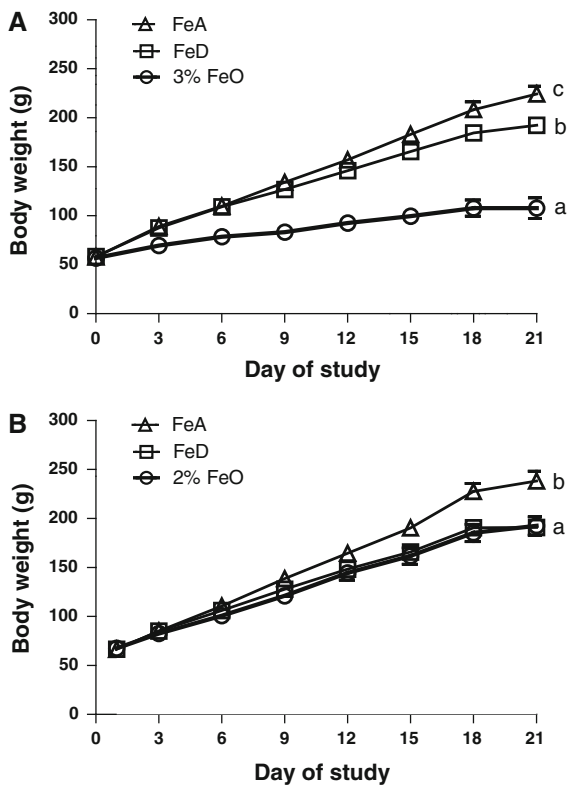 A
FeA
FeD
3% FeO
300
250
200
150
100
50
0
Body weight (g)
c
b
a
0 3 6 9 12 15 18 21
Day of study
B
FeA
FeD
2% FeO
300
250
200
150
100
50
0
Body weight (g)
b
a
0 3 6 9 12 15 18 21
Day of study